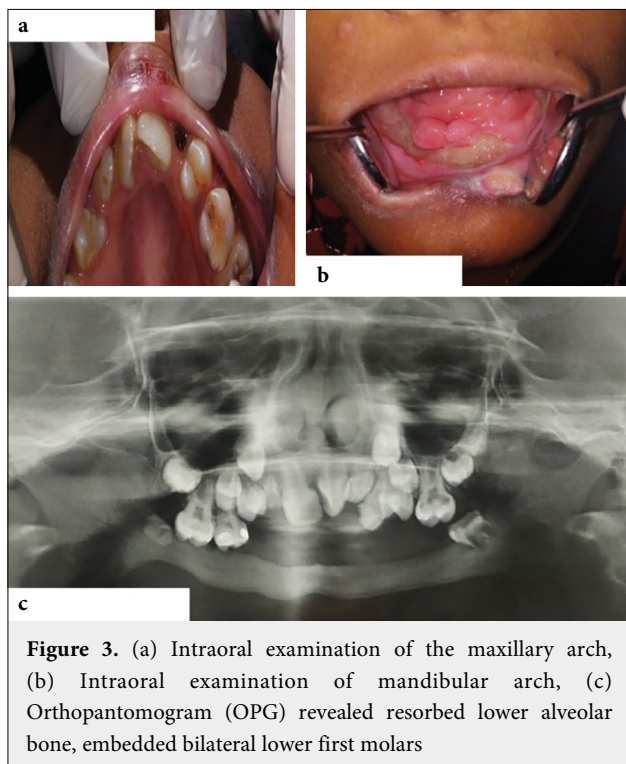 a
b
c
Figure 3. (a) Intraoral examination of the maxillary arch,
(b) Intraoral examination of mandibular arch, (c)
Orthopantomogram (OPG) revealed resorbed lower alveolar
bone, embedded bilateral lower first molars